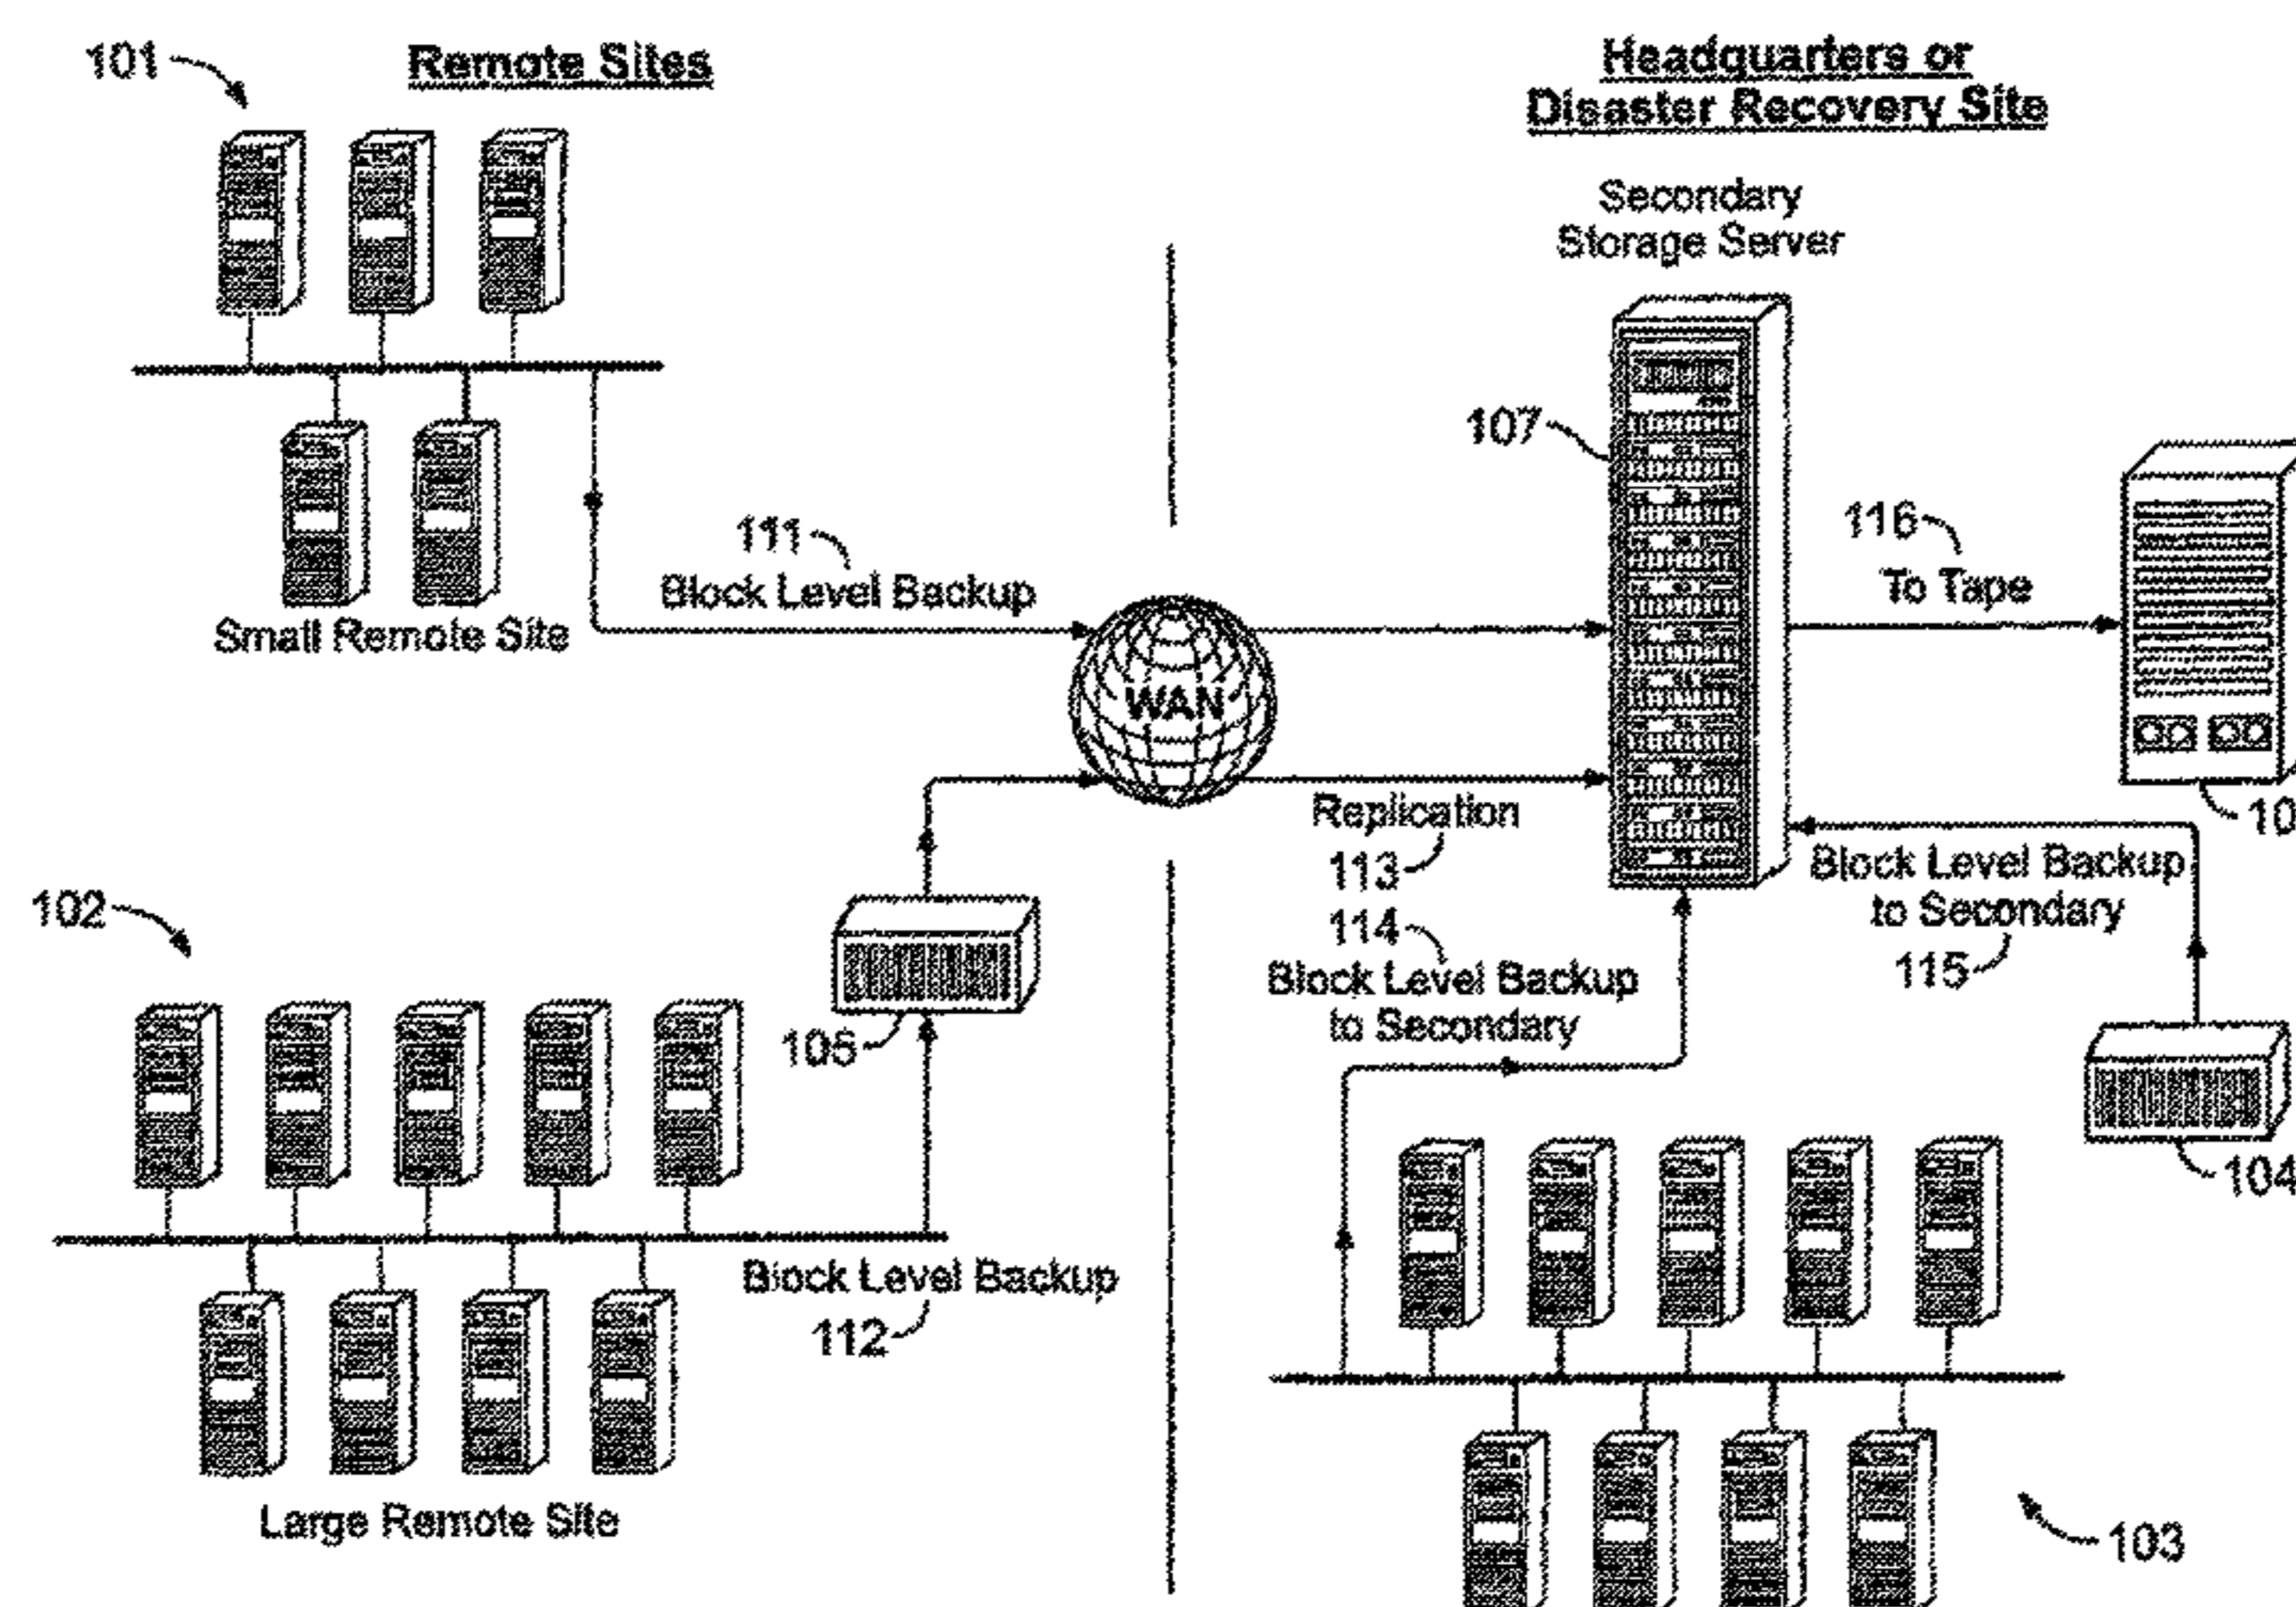 101
Remote Sites
Headquarters or
Disaster Recovery Site
Secondary
Storage Server
107
116
To Tape
111
Block Level Backup
Small Remote Site
WAN
Replication
113
114
Block Level Backup
to Secondary
Block Level Backup
to Secondary
115
10
102
105
104
Block Level Backup
112
Large Remote Site
103